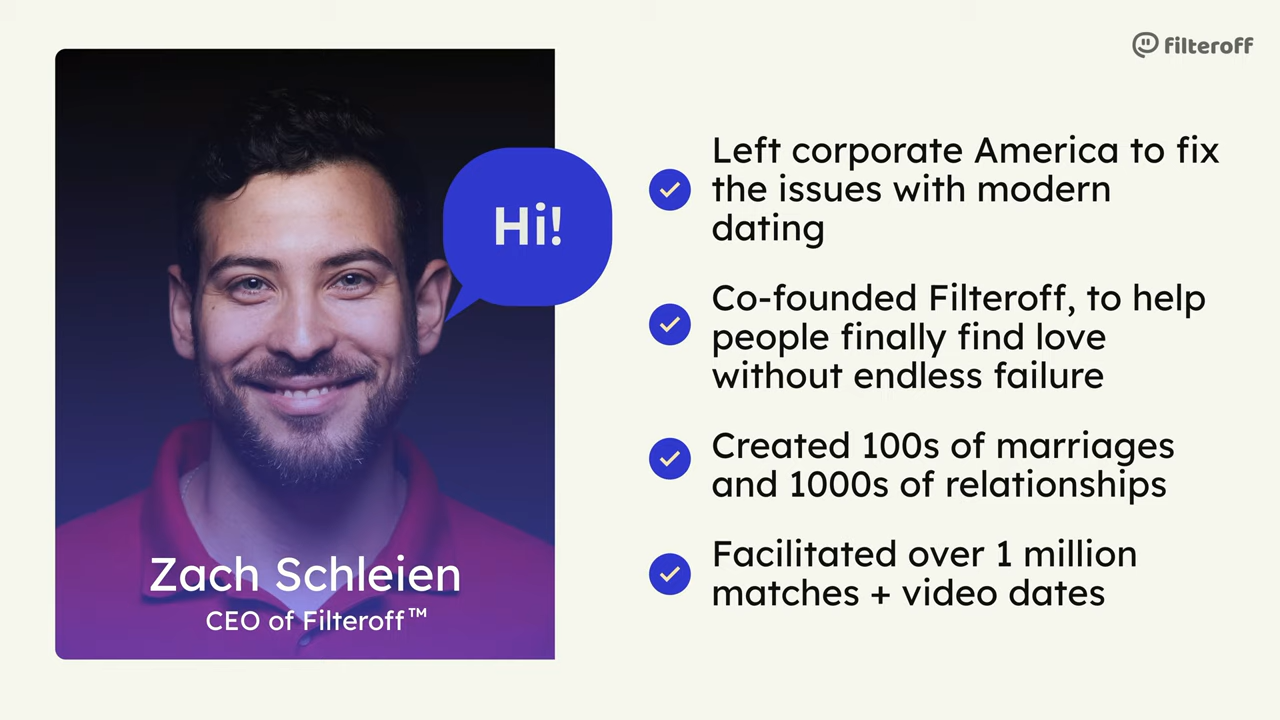 filteroff
Hi!
Zach Schleien
CEO of Filteroff™
Left corporate America to fix
the issues with modern
dating
Co-founded Filteroff, to help
people finally find love
without endless failure
Created 100s of marriages
and 1000s of relationships
Facilitated over 1 million
matches + video dates